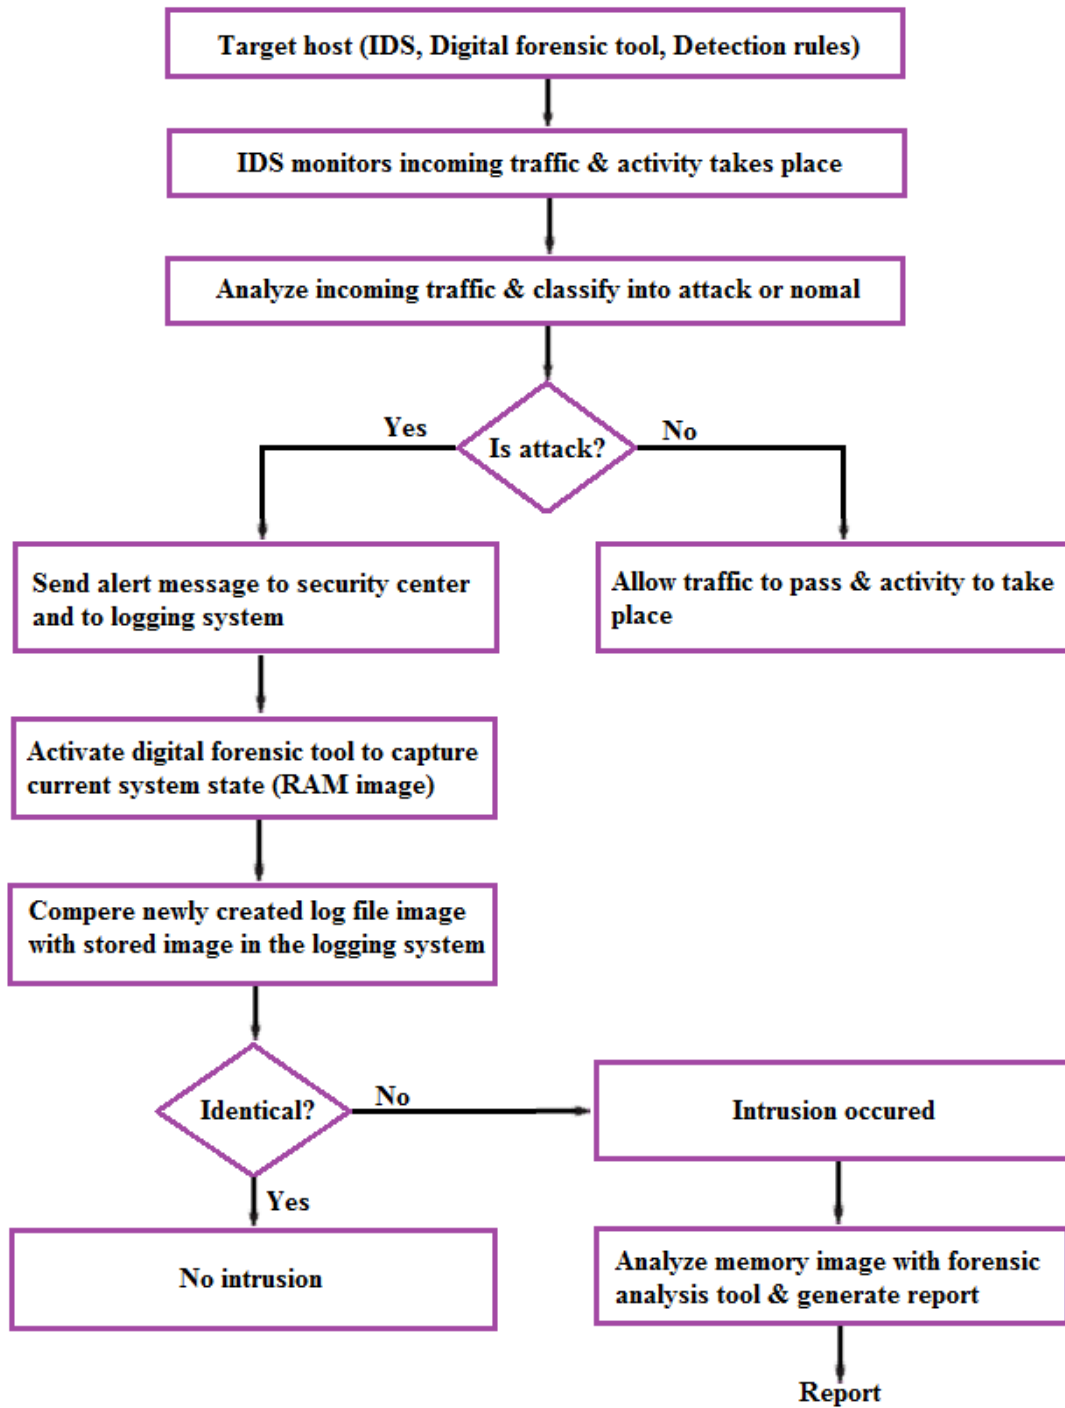 Target host (IDS, Digital forensic tool, Detection rules)
IDS monitors incoming traffic & activity takes place
Analyze incoming traffic & classify into attack or nomal
Is attack?
Yes
No
Send alert message to security center
and to logging system
Allow traffic to pass & activity to take
place
Activate digital forensic tool to capture
current system state (RAM image)
Compere newly created log file image
with stored image in the logging system
Identical?
No
Intrusion occured
Yes
No intrusion
Analyze memory image with forensic
analysis tool & generate report
Report